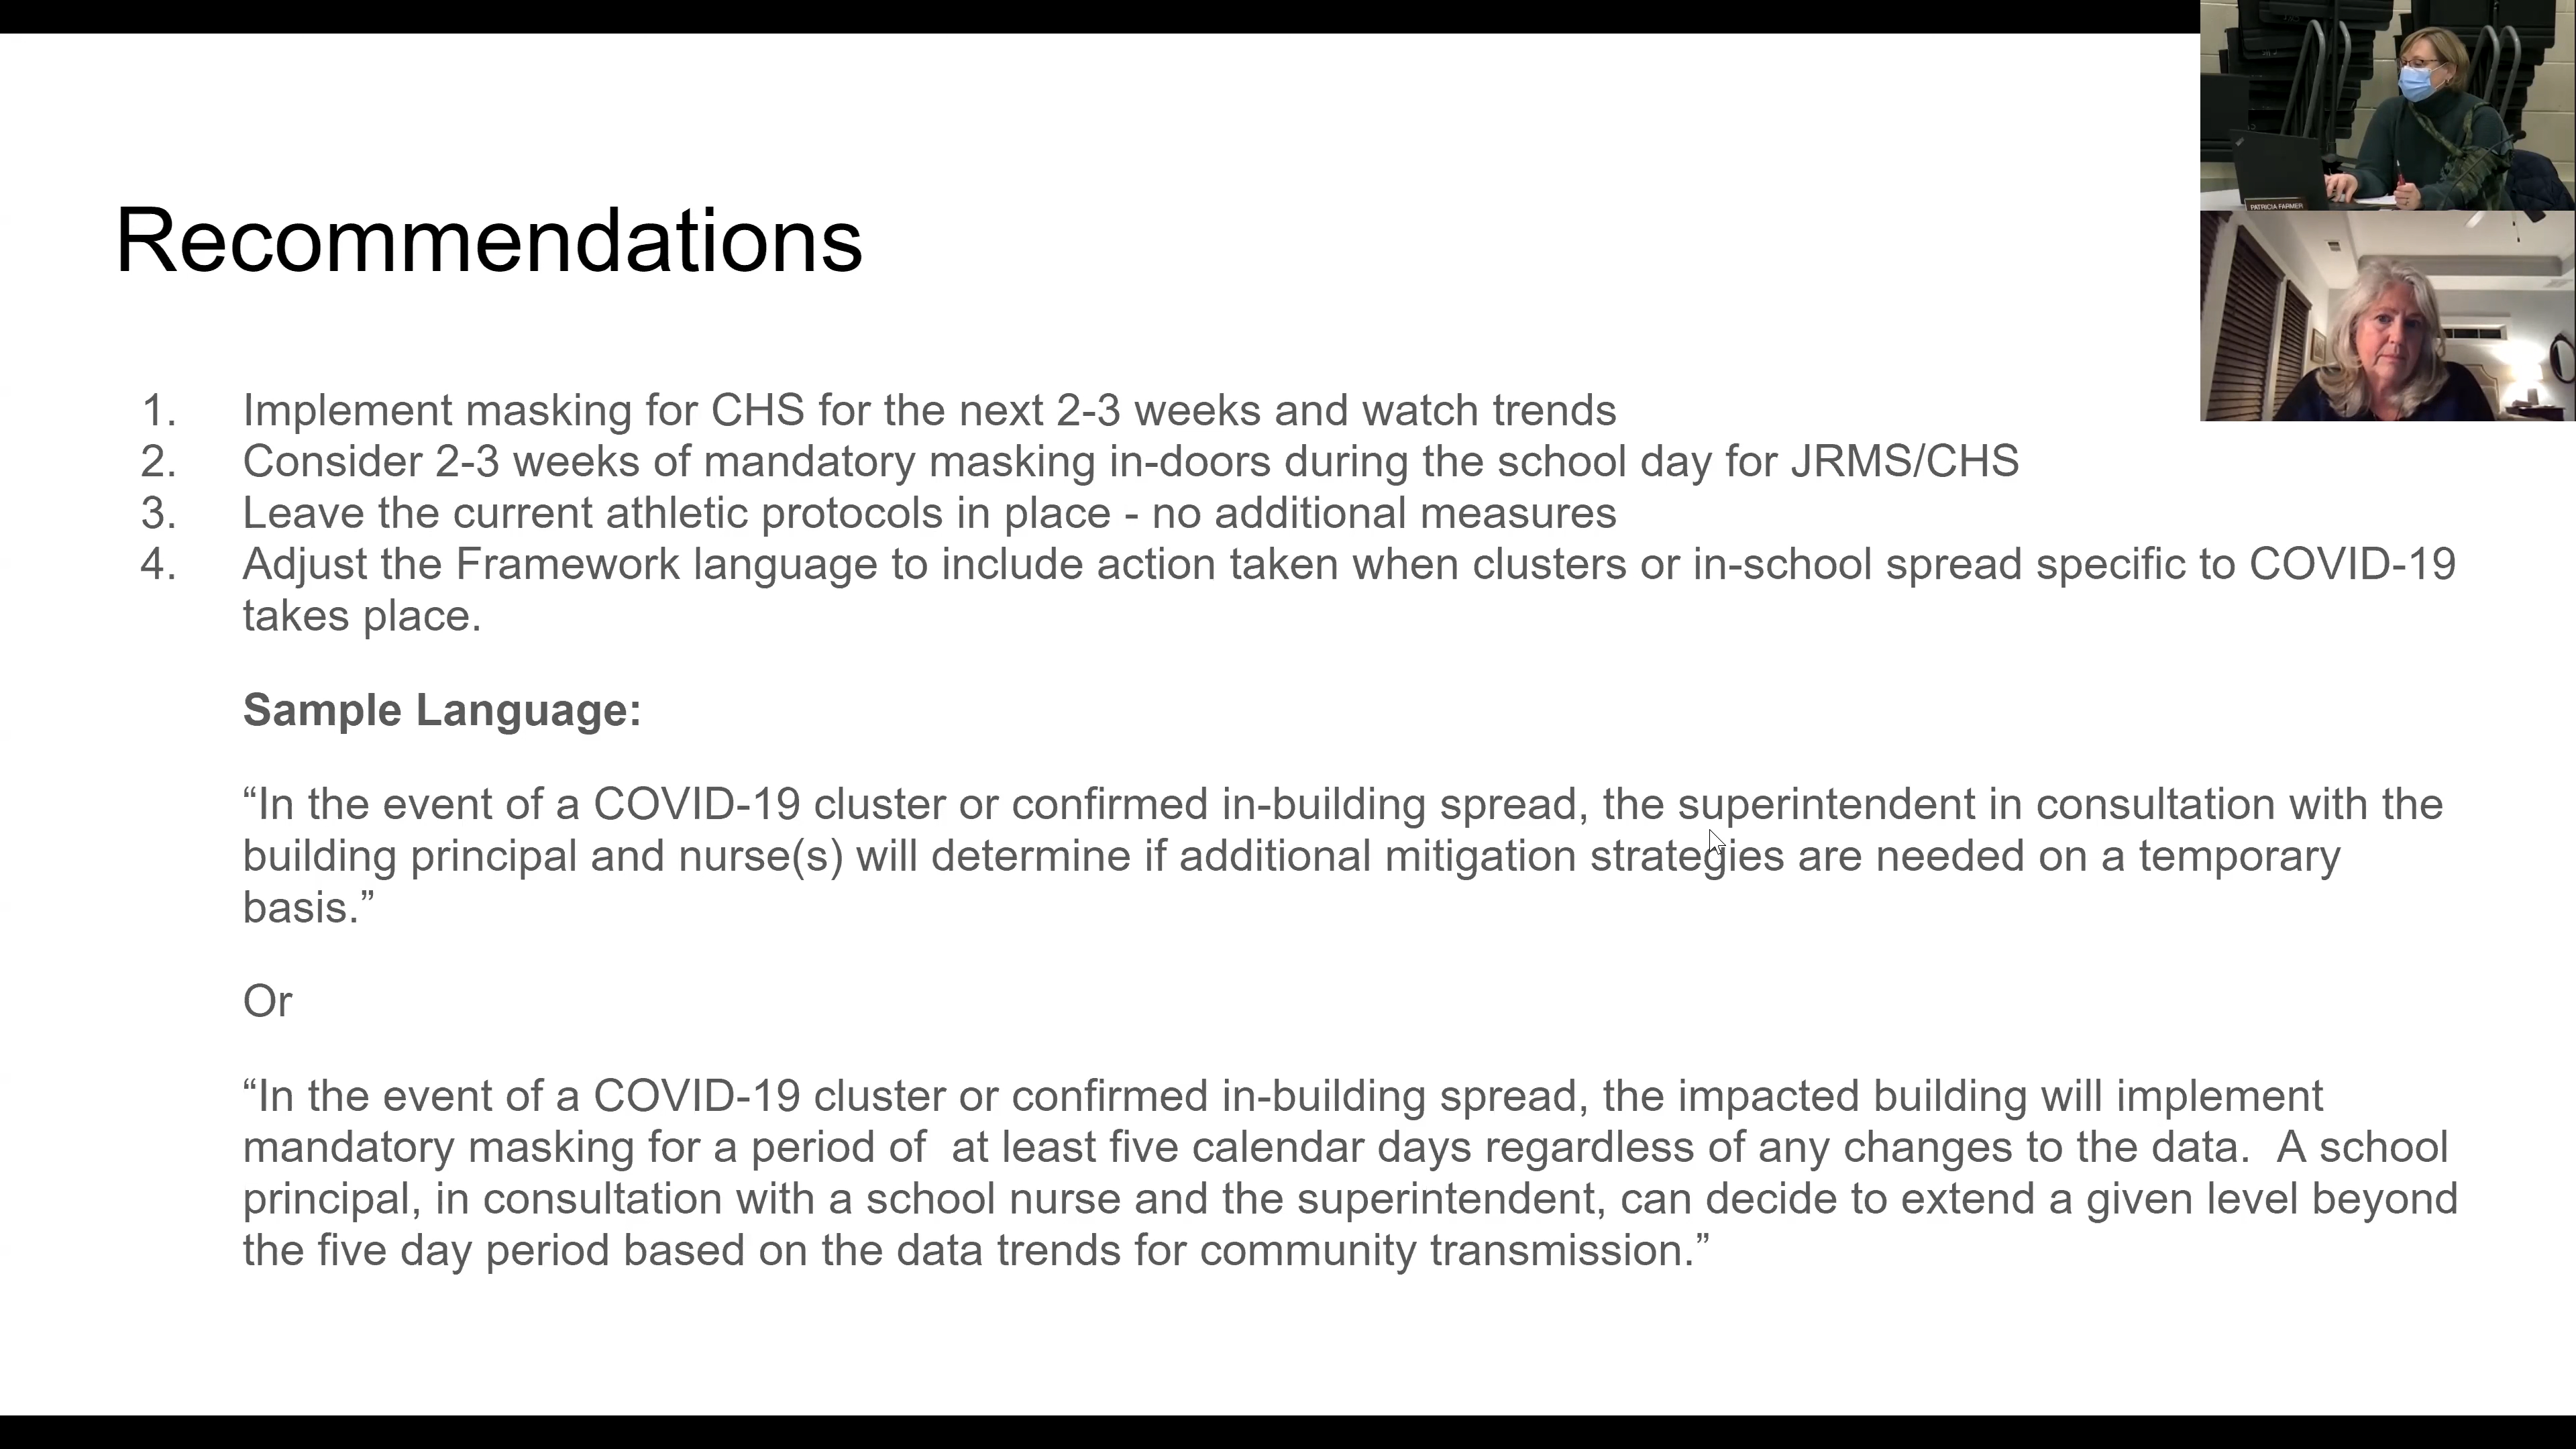 Recommendations
1. Implement masking for CHS for the next 2-3 weeks and watch trends
2. Consider 2-3 weeks of mandatory masking in-doors during the school day for JRMS/CHS
3. Leave the current athletic protocols in place - no additional measures
4. Adjust the Framework language to include action taken when clusters or in-school spread specific to COVID-19
takes place.
Sample Language:
“In the event of a COVID-19 cluster or confirmed in-building spread, the superintendent in consultation with the
building principal and nurse(s) will determine if additional mitigation strategies are needed on a temporary
basis.”
Or
“In the event of a COVID-19 cluster or confirmed in-building spread, the impacted building will implement
mandatory masking for a period of  at least five calendar days regardless of any changes to the data.  A school
principal, in consultation with a school nurse and the superintendent, can decide to extend a given level beyond
the five day period based on the data trends for community transmission.”
PATRICIA FARMER